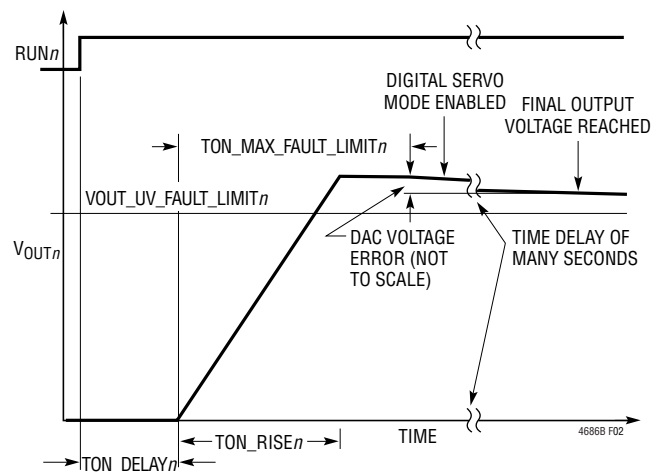 RUNn
DIGITAL SERVO
MODE ENABLED
FINAL OUTPUT
VOLTAGE REACHED
TON_MAX_FAULT_LIMITn
VOUT_UV_FAULT_LIMITn
VOUTn
DAC VOLTAGE
ERROR (NOT
TO SCALE)
TIME DELAY OF
MANY SECONDS
TON_RISEn
TIME
4686B F02
TON_DELAYn